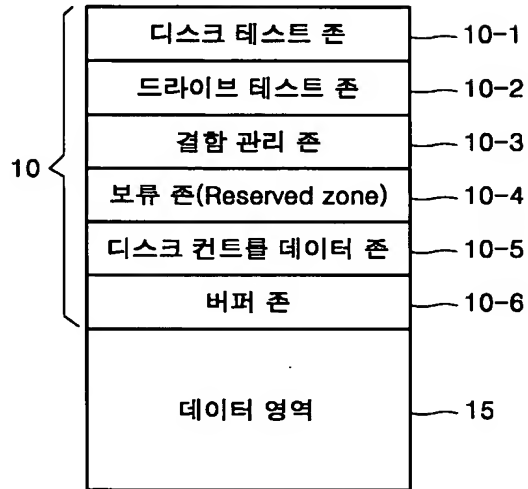 디스크 테스트 존 10-1
드라이브 테스트 존 10-2
결함 관리 존 10-3
10
보류 존(Reserved zone) 10-4
디스크 컨트롤 데이터 존 10-5
버퍼 존 10-6
데이터 영역 15